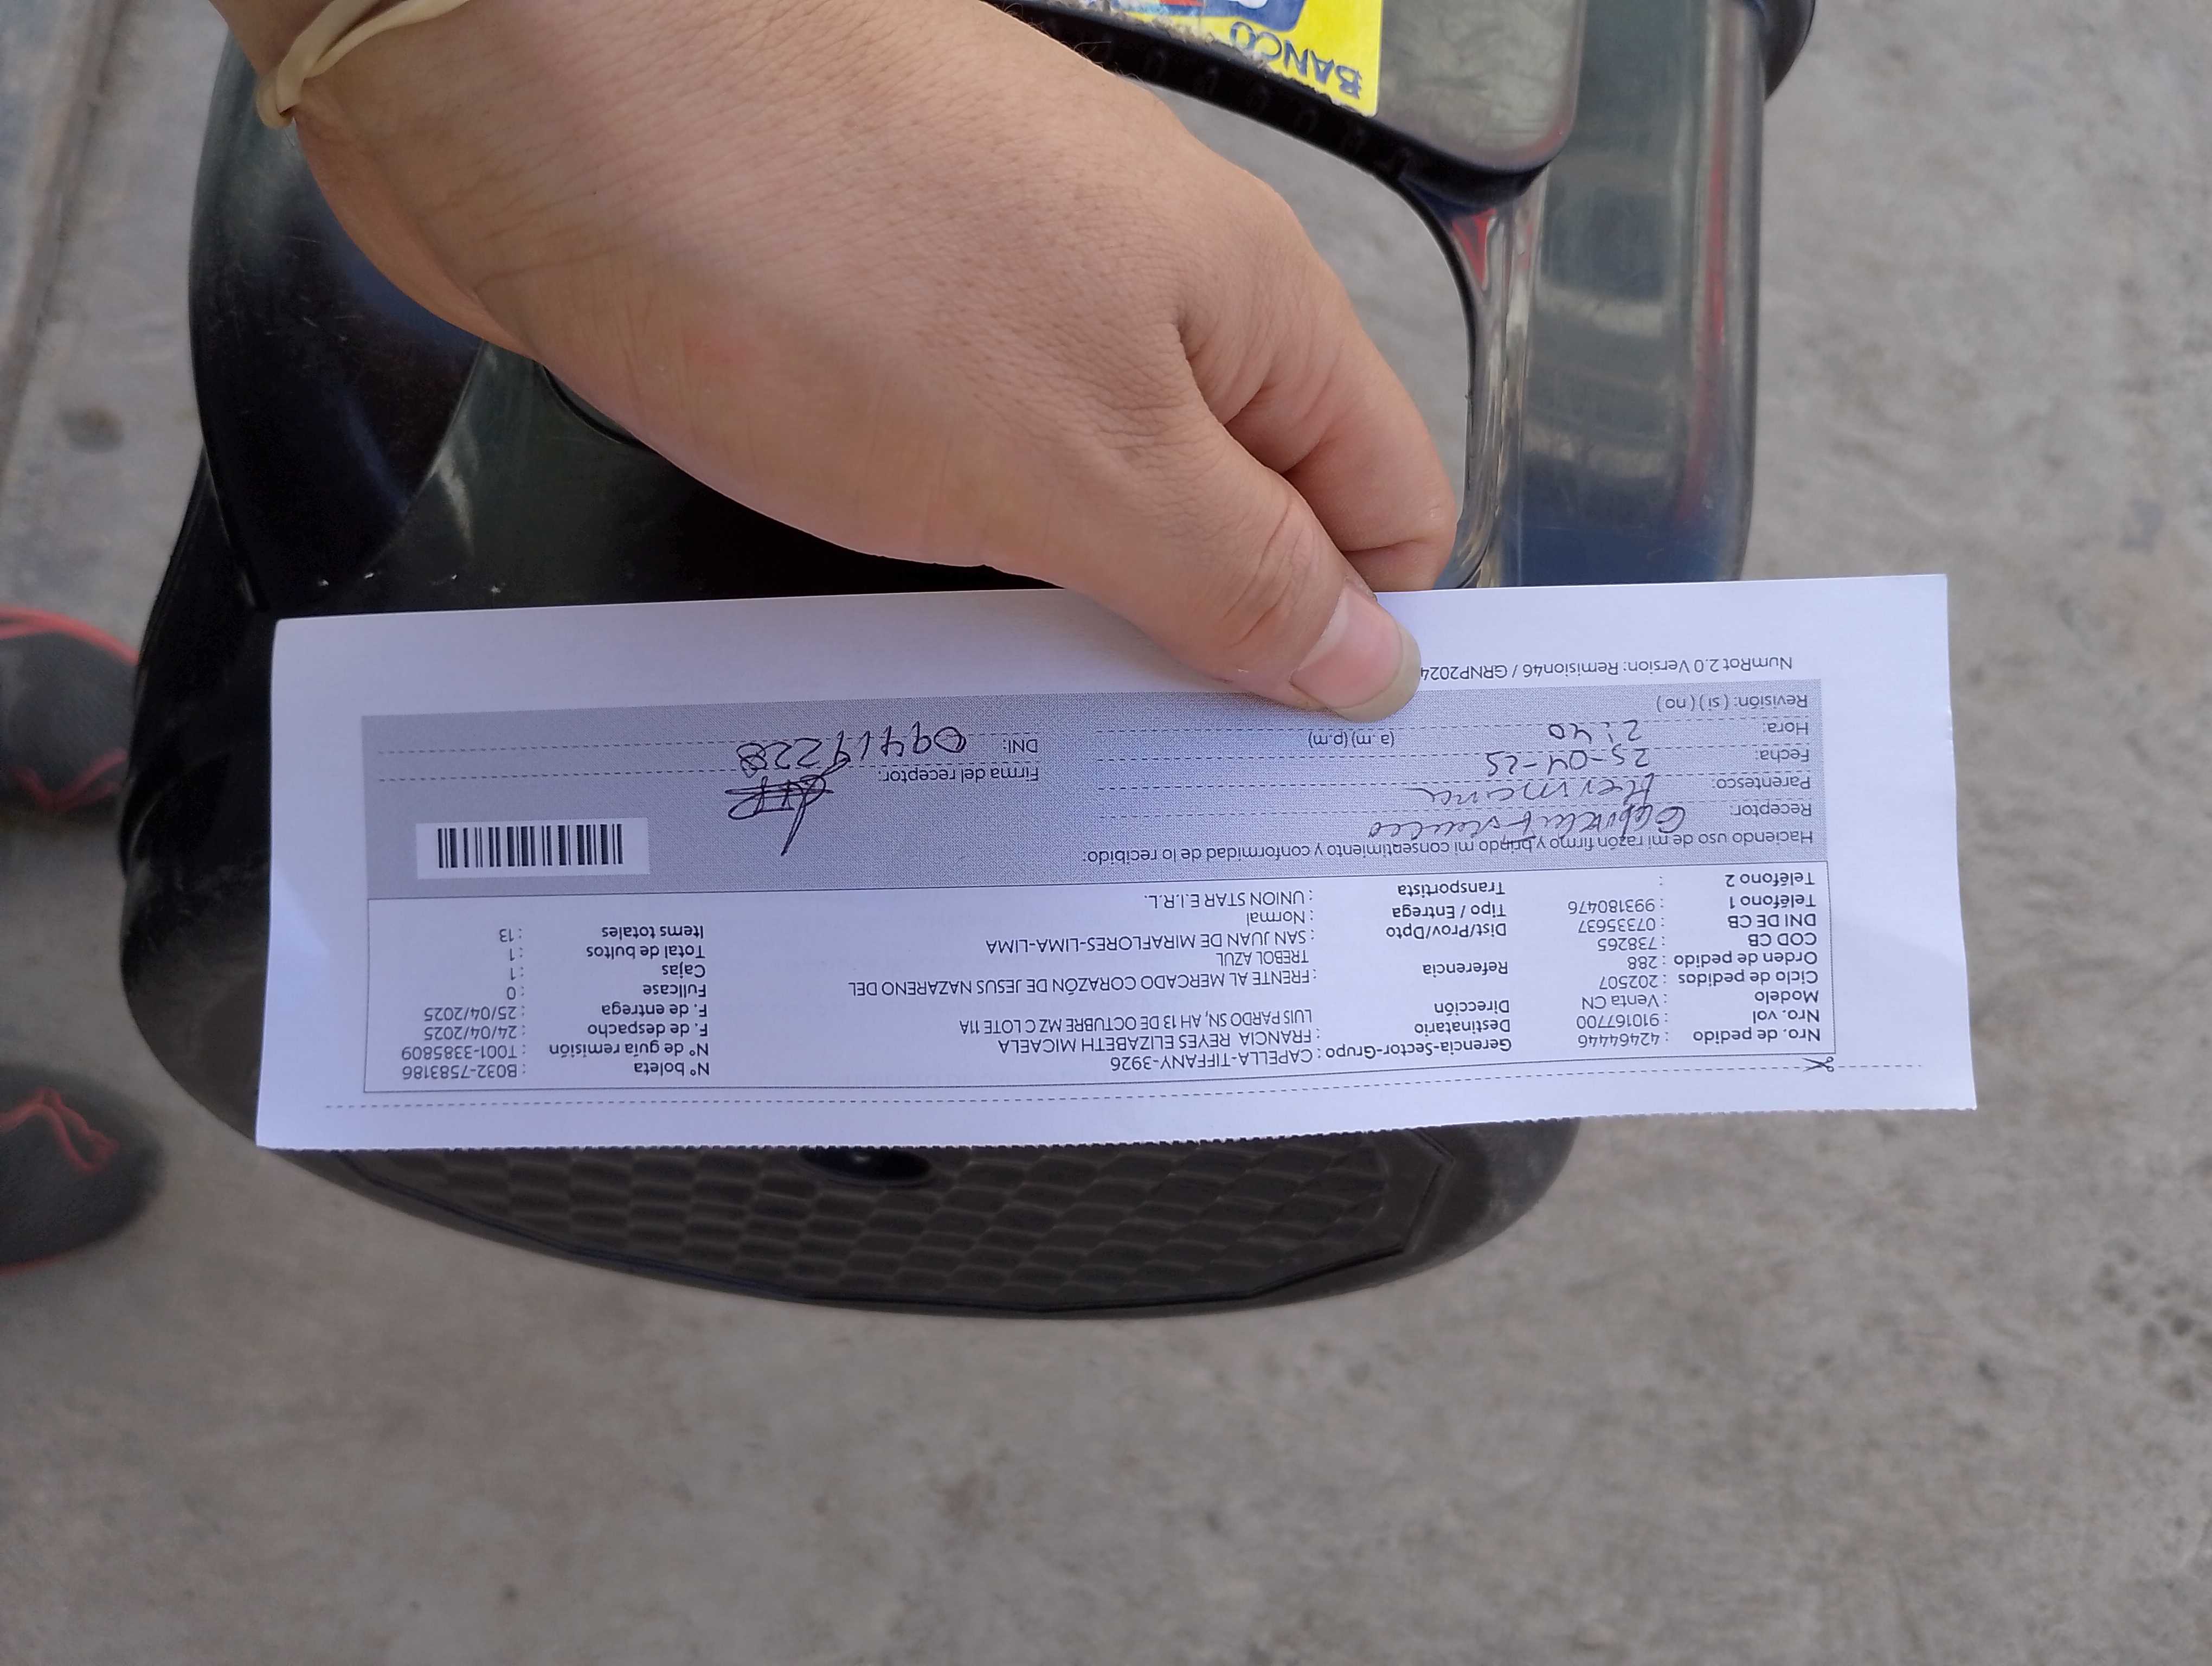 Nro. de pedido : 42464446
Nro. vol. : 910167700
Modelo : Venta CN
Ciclo de pedidos : 202507
Orden de pedido : 288
COD CB : 738265
DNI DE CB : 07335637
Teléfono 1 : 993180476
Teléfono 2 :
Gerencia-Sector-Grupo : CAPELLA-TIFFANY-3926
Destinatario : FRANCIA REYES ELIZABETH MICAELA
Dirección LUIS PARDO SN, AH 13 DE OCTUBRE MZ C LOTE 11A
Referencia : FRENTE AL MERCADO CORAZÓN DE JESUS NAZARENO DEL
TREBOL AZUL
Dist/Prov/Dpto : SAN JUAN DE MIRAFLORES-LIMA-LIMA
Tipo / Entrega : Normal
Transportista : UNION STAR E.I.R.L.
N° boleta : B032-7583186
N° de guía remisión : T001-3385809
F. de despacho : 24/04/2025
F. de entrega : 25/04/2025
Fullcase : 0
Cajas : 1
Total de bultos : 1
Items totales : 13
Haciendo uso de mi razón firmo y brindo mi consentimiento y conformidad de lo recibido:
Receptor:
Parentesco: Hermana
Fecha: 25-04-25
Hora: 2:40 (a.m) (p.m)
Revisión: ( si ) ( no )
Firma del receptor:
DNI: 09419228
NumRot 2.0 Version: Remision46 / GRNP2024
BANCO